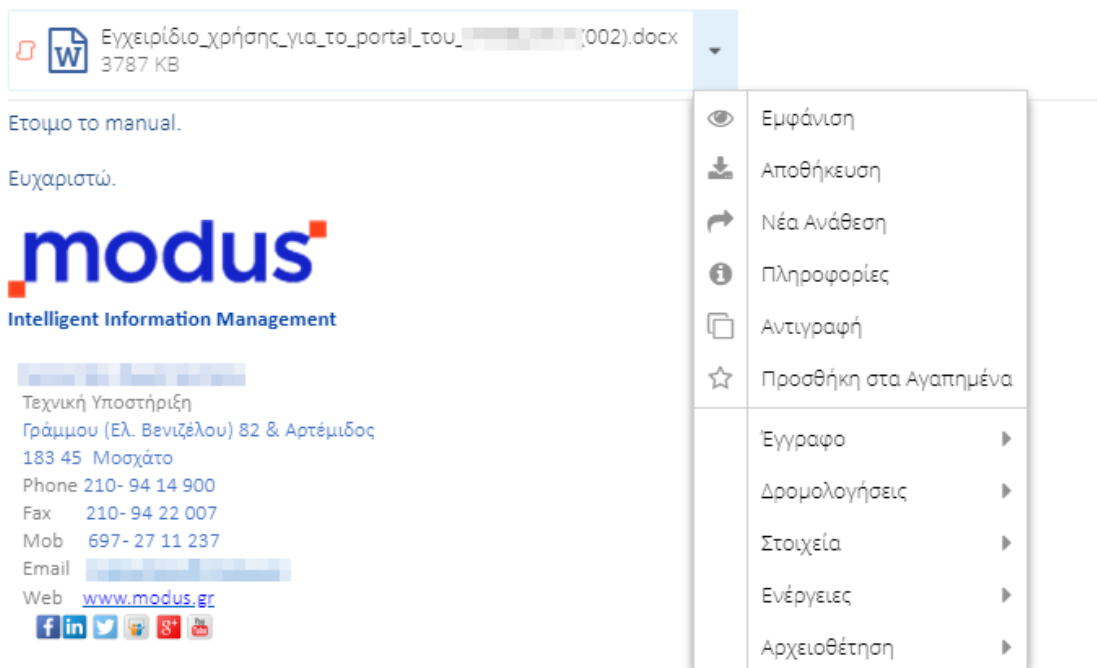 Εγχειρίδιο_χρήσης_για_το_portal_του_ (002).docx
3787 KB
Ετοιμο το manual.
Ευχαριστώ.
modus
Intelligent Information Management
Τεχνική Υποστήριξη
Γράμμου (Ελ. Βενιζέλου) 82 & Αρτέμιδος
183 45 Μοσχάτο
Phone 210- 94 14 900
Fax 210- 94 22 007
Mob 697- 27 11 237
Email
Web www.modus.gr
Εμφάνιση
Αποθήκευση
Νέα Ανάθεση
Πληροφορίες
Αντιγραφή
Προσθήκη στα Αγαπημένα
Έγγραφο
Δρομολογήσεις
Στοιχεία
Ενέργειες
Αρχειοθέτηση